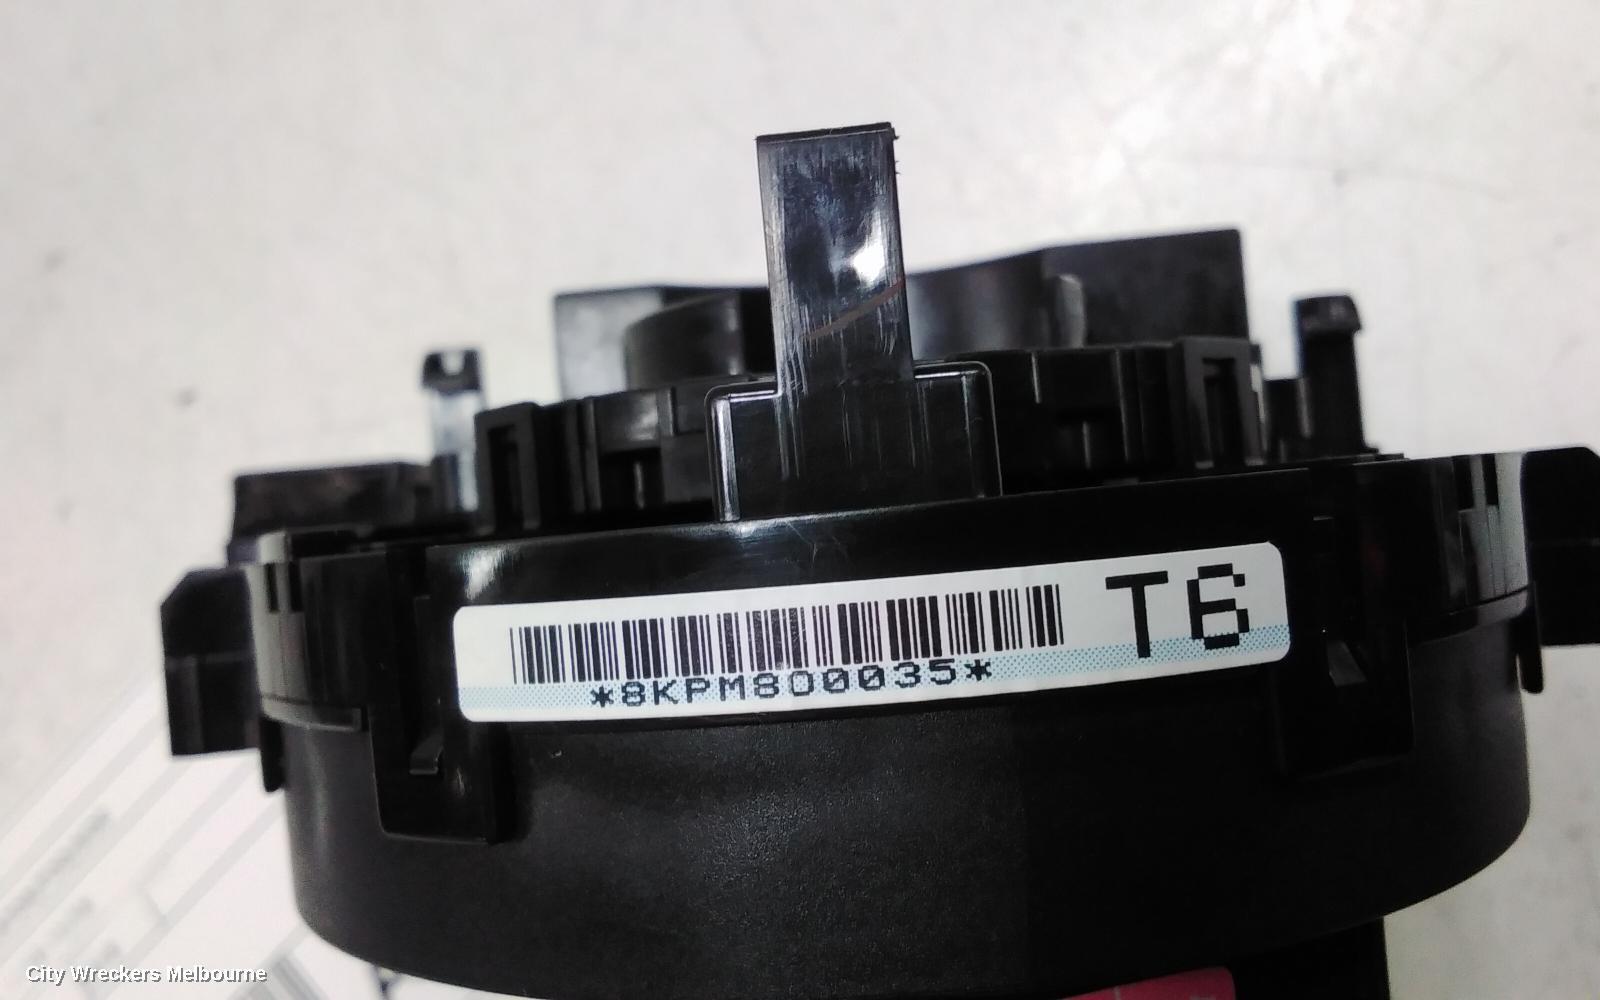 T6
*8KPM800035*
City Wreckers Melbourne